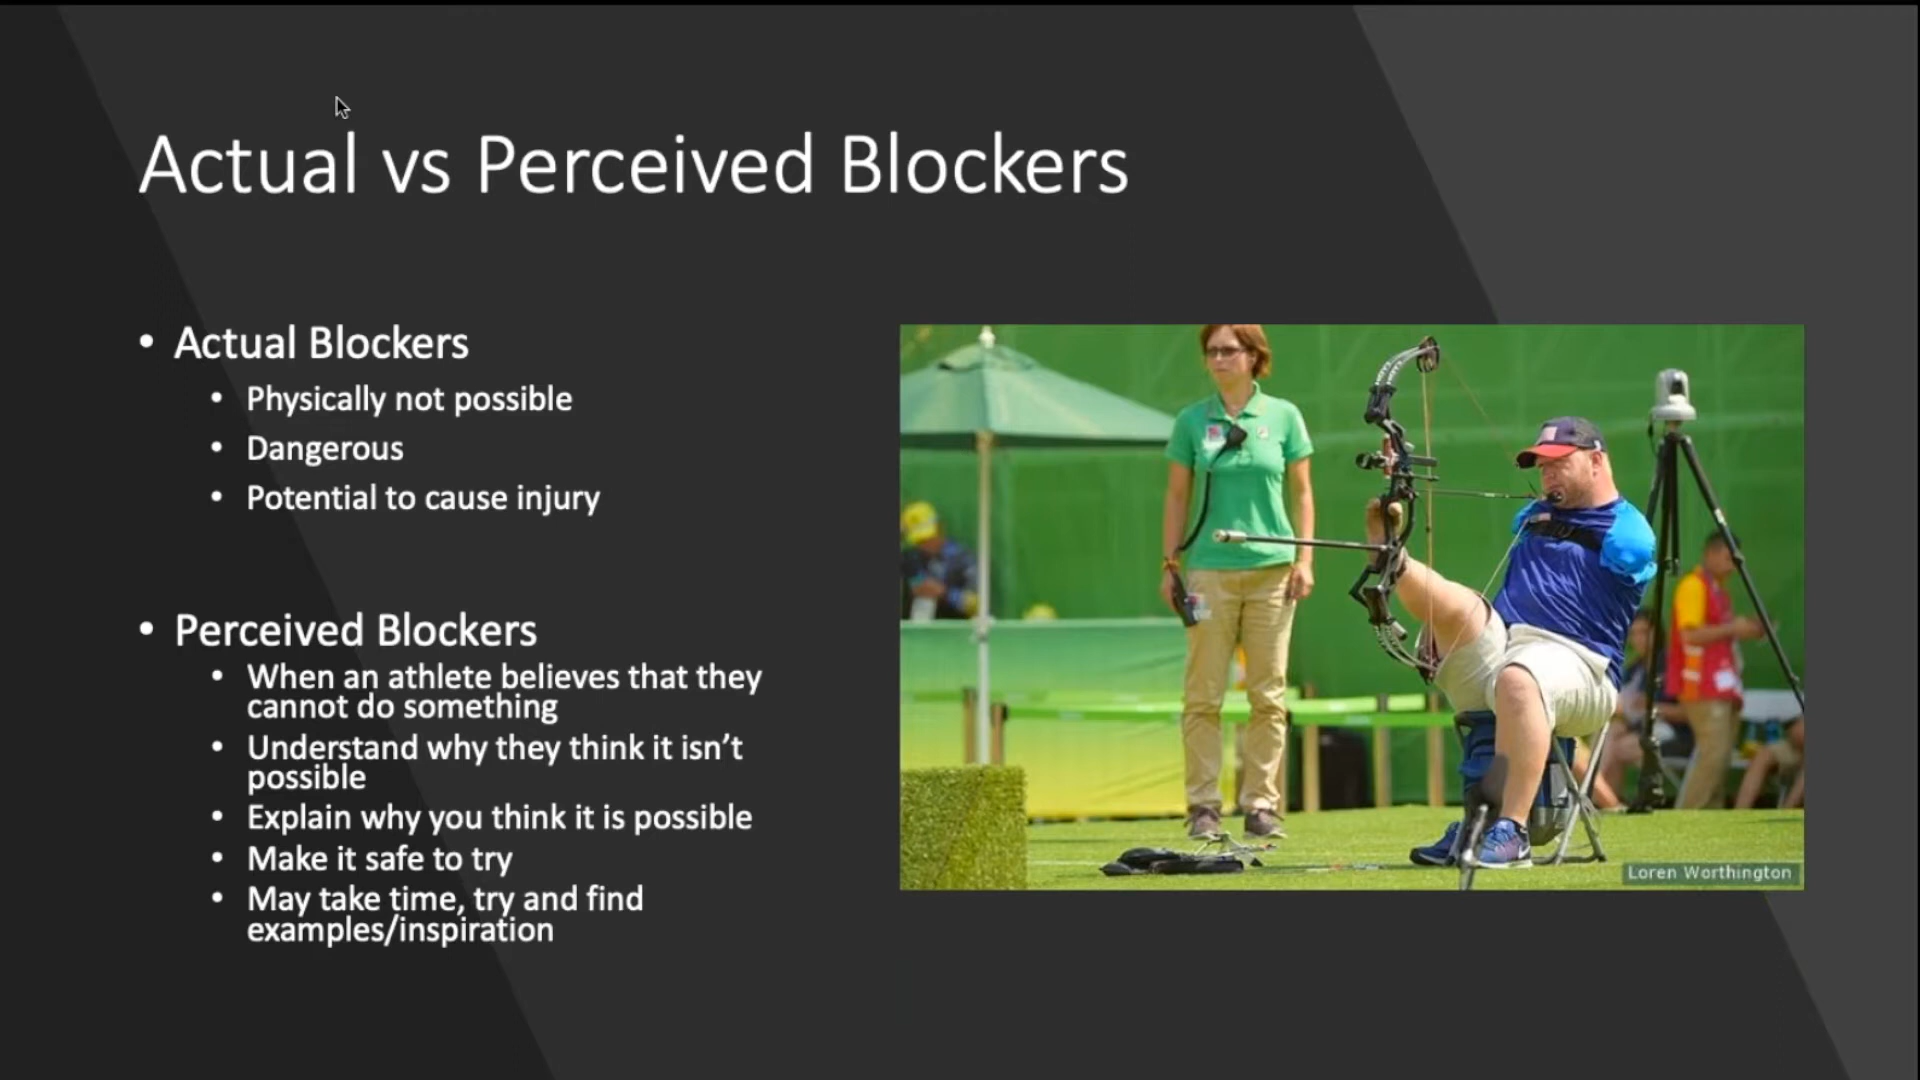 Actual vs Perceived Blockers
• Actual Blockers
• Physically not possible
• Dangerous
• Potential to cause injury
• Perceived Blockers
• When an athlete believes that they
cannot do something
• Understand why they think it isn’t
possible
• Explain why you think it is possible
• Make it safe to try
• May take time, try and find
examples/inspiration
Loren Worthington